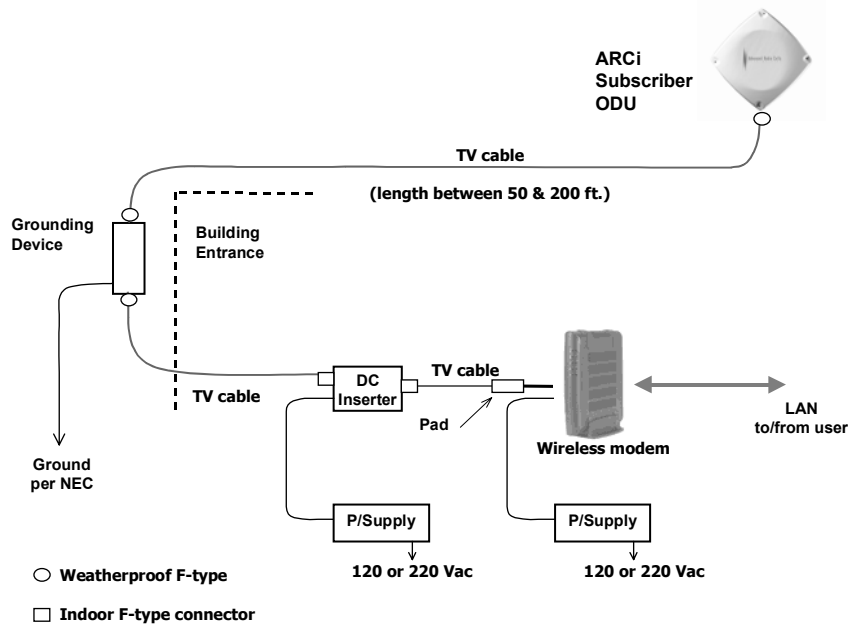 ARCi
Subscriber
ODU
TV cable
(length between 50 & 200 ft.)
Grounding
Device
Building
Entrance
TV cable
DC
Inserter
TV cable
Pad
Wireless modem
LAN
to/from user
Ground
per NEC
P/Supply
P/Supply
120 or 220 Vac
120 or 220 Vac
Weatherproof F-type
Indoor F-type connector